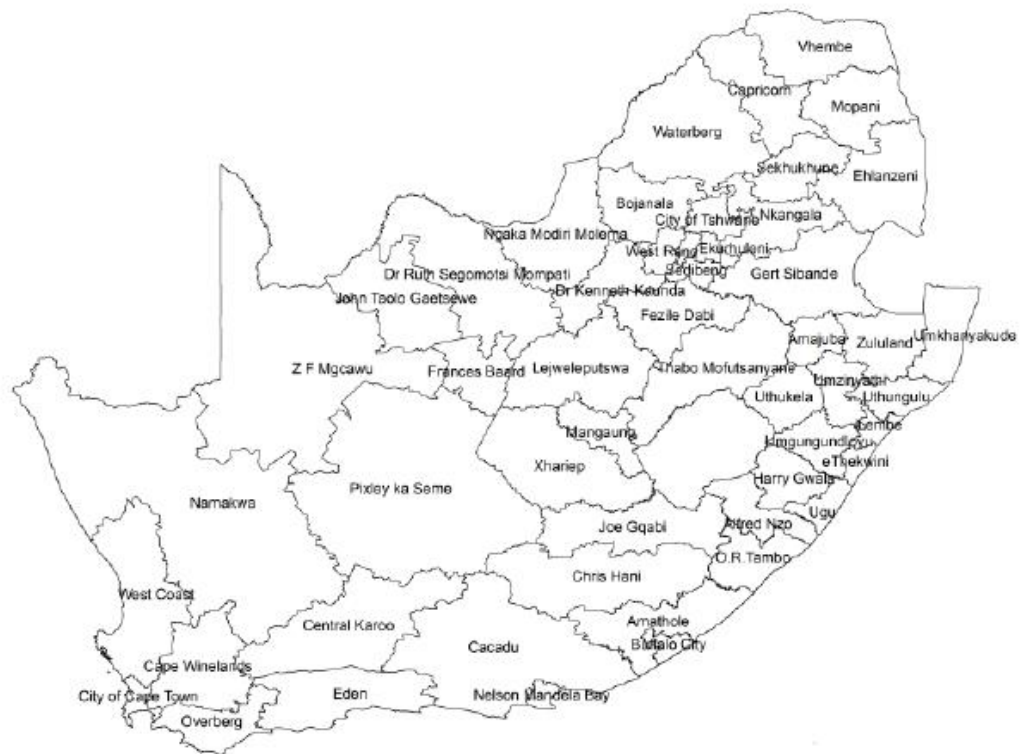 Vhembe
Capricorn
Mopani
Waterberg
Sekhukhune
Ehlanzeni
Bojanala
City of Tshwane
Nkangala
Ngaka Modiri Molema
West Rand
Ekurhuleni
Sedibeng
Gert Sibande
Dr Ruth Segomotsi Mompati
Dr Kenneth Kaunda
John Taolo Gaetsewe
Fezile Dabi
Amajuba
Zululand
Umkhanyakude
Z F Mgcawu
Frances Baard
Lejweleputswa
Thabo Mofutsanyane
Umzinyathi
Uthukela
Uthungulu
iLembe
Mangaung
Umgungundlovu
eThekwini
Xhariep
Harry Gwala
Pixley ka Seme
Namakwa
Ugu
Joe Gqabi
Alfred Nzo
O.R.Tambo
Chris Hani
West Coast
Central Karoo
Amathole
Buffalo City
Cacadu
Cape Winelands
City of Cape Town
Eden
Nelson Mandela Bay
Overberg